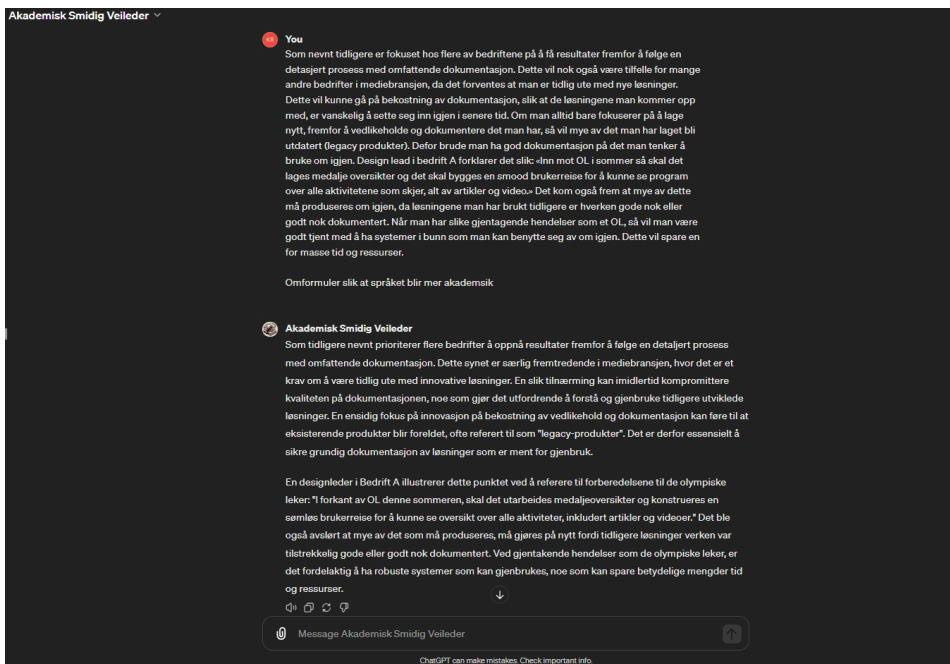 Akademisk Smidig Veileder
You
Som nevnt tidligere er fokuset hos flere av bedriftene på å få resultater fremfor å følge en
detasjert prosess med omfattende dokumentasjon. Dette vil nok også være tilfelle for mange
andre bedrifter i mediebransjen, da det forventes at man er tidlig ute med nye løsninger.
Dette vil kunne gå på bekostning av dokumentasjon, slik at de løsningene man kommer opp
med, er vanskelig å sette seg inn igjen i senere tid. Om man alltid bare fokuserer på å lage
nytt, fremfor å vedlikeholde og dokumentere det man har, så vil mye av det man har laget bli
utdatert (legacy produkter). Defor brude man ha god dokumentasjon på det man tenker å
bruke om igjen. Design lead i bedrift A forklarer det slik: «Inn mot OL i sommer så skal det
lages medalje oversikter og det skal bygges en smood brukerreise for å kunne se program
over alle aktivitetene som skjer, alt av artikler og video.» Det kom også frem at mye av dette
må produseres om igjen, da løsningene man har brukt tidligere er hverken gode nok eller
godt nok dokumentert. Når man har slike gjentagende hendelser som et OL, så vil man være
godt tjent med å ha systemer i bunn som man kan benytte seg av om igjen. Dette vil spare en
for masse tid og ressurser.
Omformuler slik at språket blir mer akademsik
Akademisk Smidig Veileder
Som tidligere nevnt prioriterer flere bedrifter å oppnå resultater fremfor å følge en detaljert prosess
med omfattende dokumentasjon. Dette synet er særlig fremtredende i mediebransjen, hvor det er et
krav om å være tidlig ute med innovative løsninger. En slik tilnærming kan imidlertid kompromittere
kvaliteten på dokumentasjonen, noe som gjør det utfordrende å forstå og gjenbruke tidligere utviklede
løsninger. En ensidig fokus på innovasjon på bekostning av vedlikehold og dokumentasjon kan føre til at
eksisterende produkter blir foreldet, ofte referert til som "legacy-produkter". Det er derfor essensielt å
sikre grundig dokumentasjon av løsninger som er ment for gjenbruk.
En designleder i Bedrift A illustrerer dette punktet ved å referere til forberedelsene til de olympiske
leker: "I forkant av OL denne sommeren, skal det utarbeides medaljeoversikter og konstrueres en
sømløs brukerreise for å kunne se oversikt over alle aktiviteter, inkludert artikler og videoer." Det ble
også avslørt at mye av det som må produseres, må gjøres på nytt fordi tidligere løsninger verken var
tilstrekkelig gode eller godt nok dokumentert. Ved gjentakende hendelser som de olympiske leker, er
det fordelaktig å ha robuste systemer som kan gjenbrukes, noe som kan spare betydelige mengder tid
og ressurser.
Message Akademisk Smidig Veileder
ChatGPT can make mistakes. Check important info.